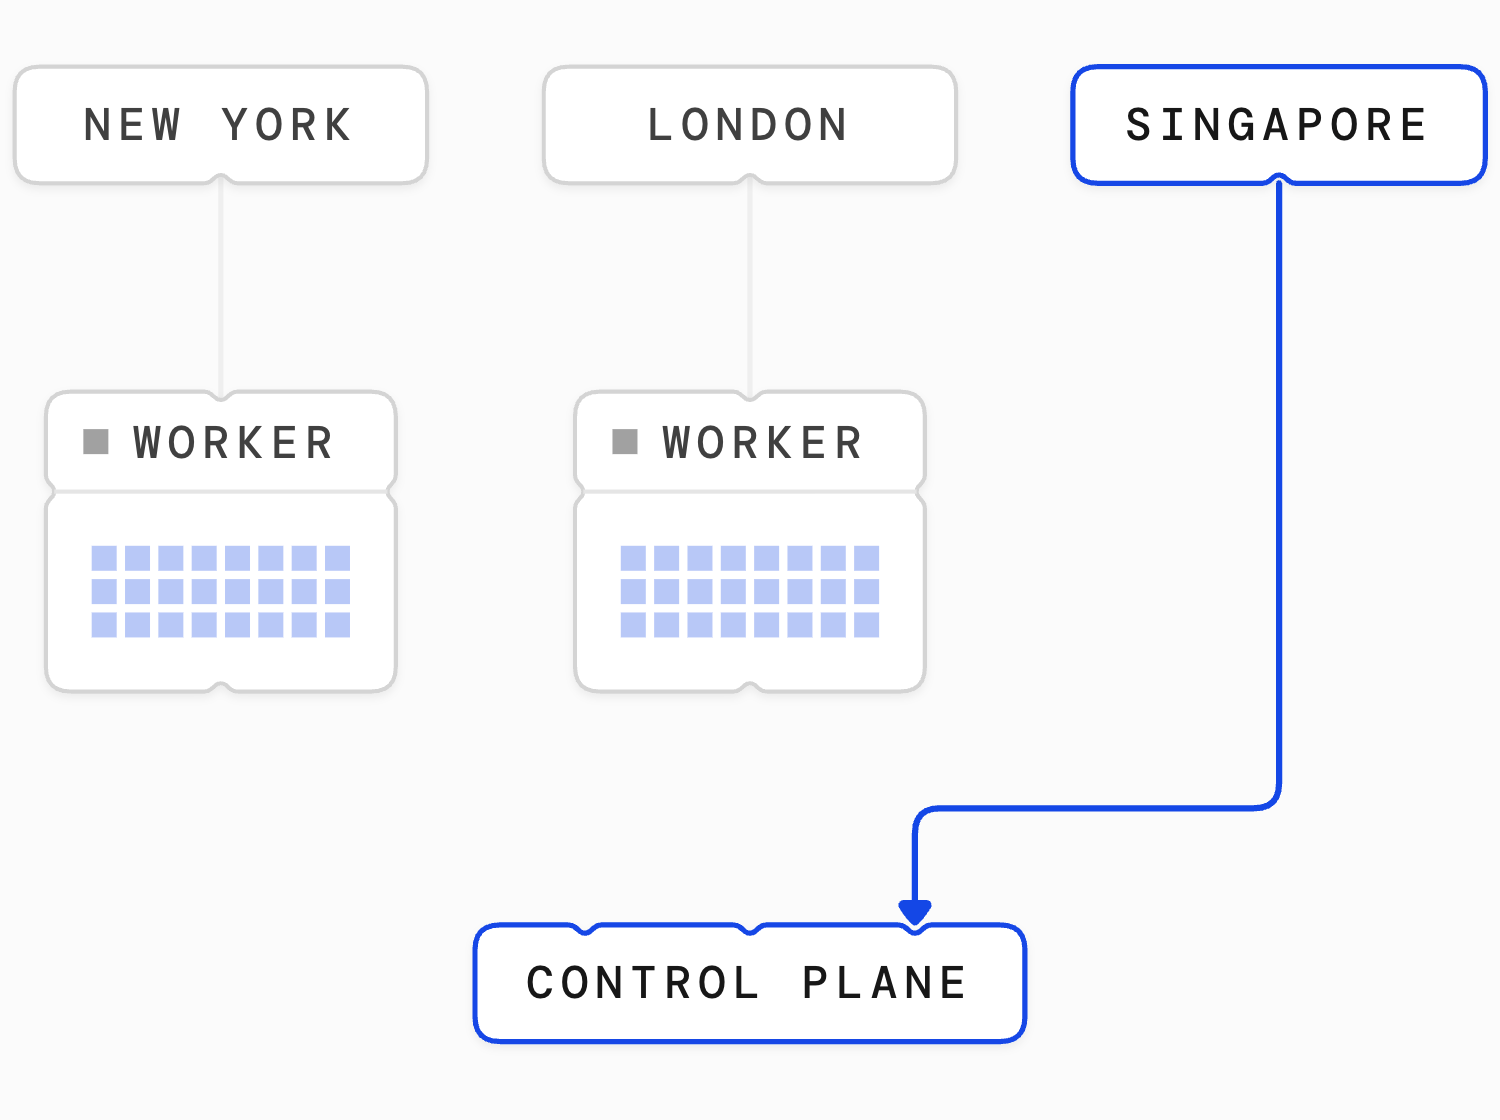 NEW YORK
LONDON
SINGAPORE
WORKER
WORKER
CONTROL PLANE